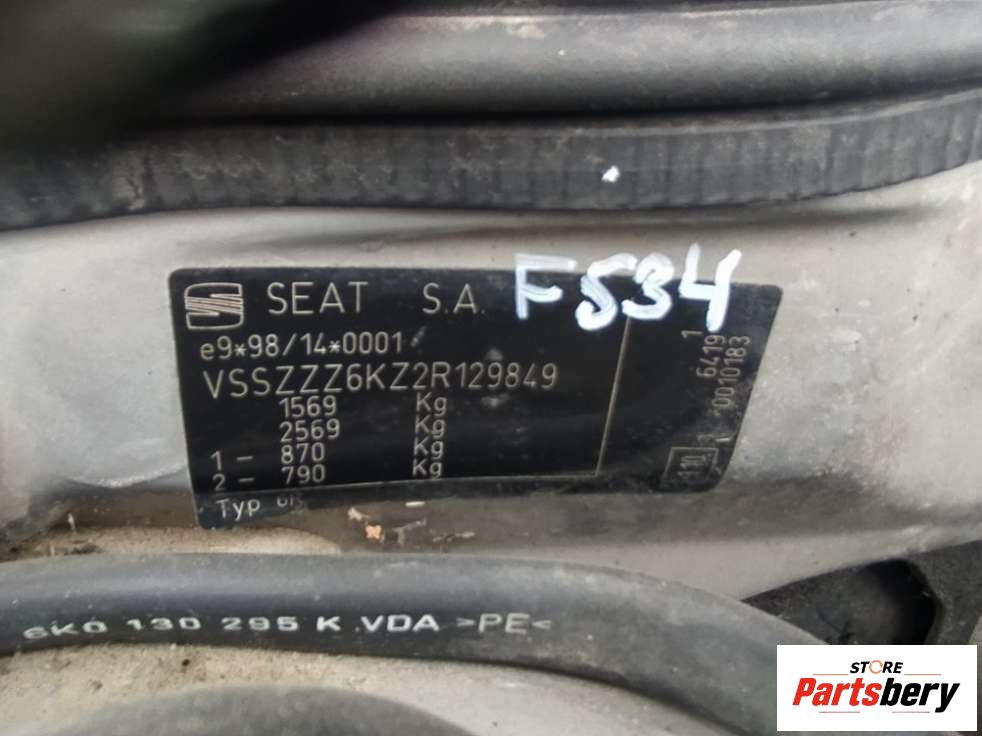 F534
SEAT S.A.
e9*98/14*0001
VSSZZZ6KZ2R129849
1569 Kg
2569 Kg
1- 870 Kg
2- 790 Kg
Typ
6419 1
0010183
6K0 130 295 K VDA >PE<
STORE
Partsbery